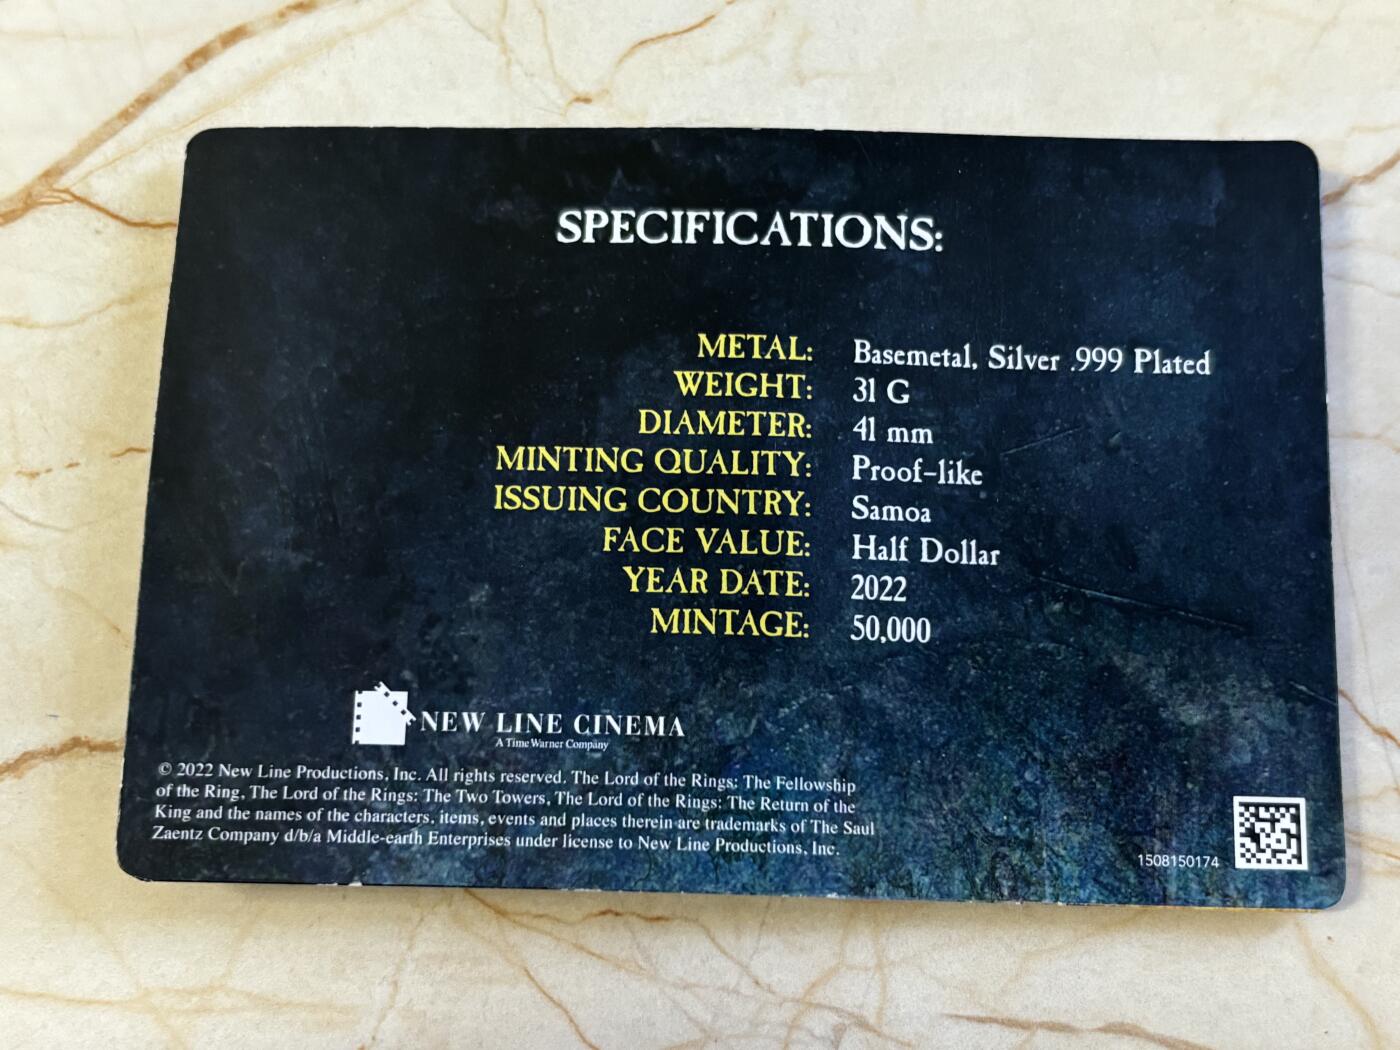 SPECIFICATIONS:
METAL: Basemetal, Silver .999 Plated
WEIGHT: 31 G
DIAMETER: 41 mm
MINTING QUALITY: Proof-like
ISSUING COUNTRY: Samoa
FACE VALUE: Half Dollar
YEAR DATE: 2022
MINTAGE: 50,000
NEW LINE CINEMA
A Time Warner Company
© 2022 New Line Productions, Inc. All rights reserved. The Lord of the Rings: The Fellowship
of the Ring, The Lord of the Rings: The Two Towers, The Lord of the Rings: The Return of the
King and the names of the characters, items, events and places therein are trademarks of The Saul
Zaentz Company d/b/a Middle-earth Enterprises under license to New Line Productions, Inc.
1508150174